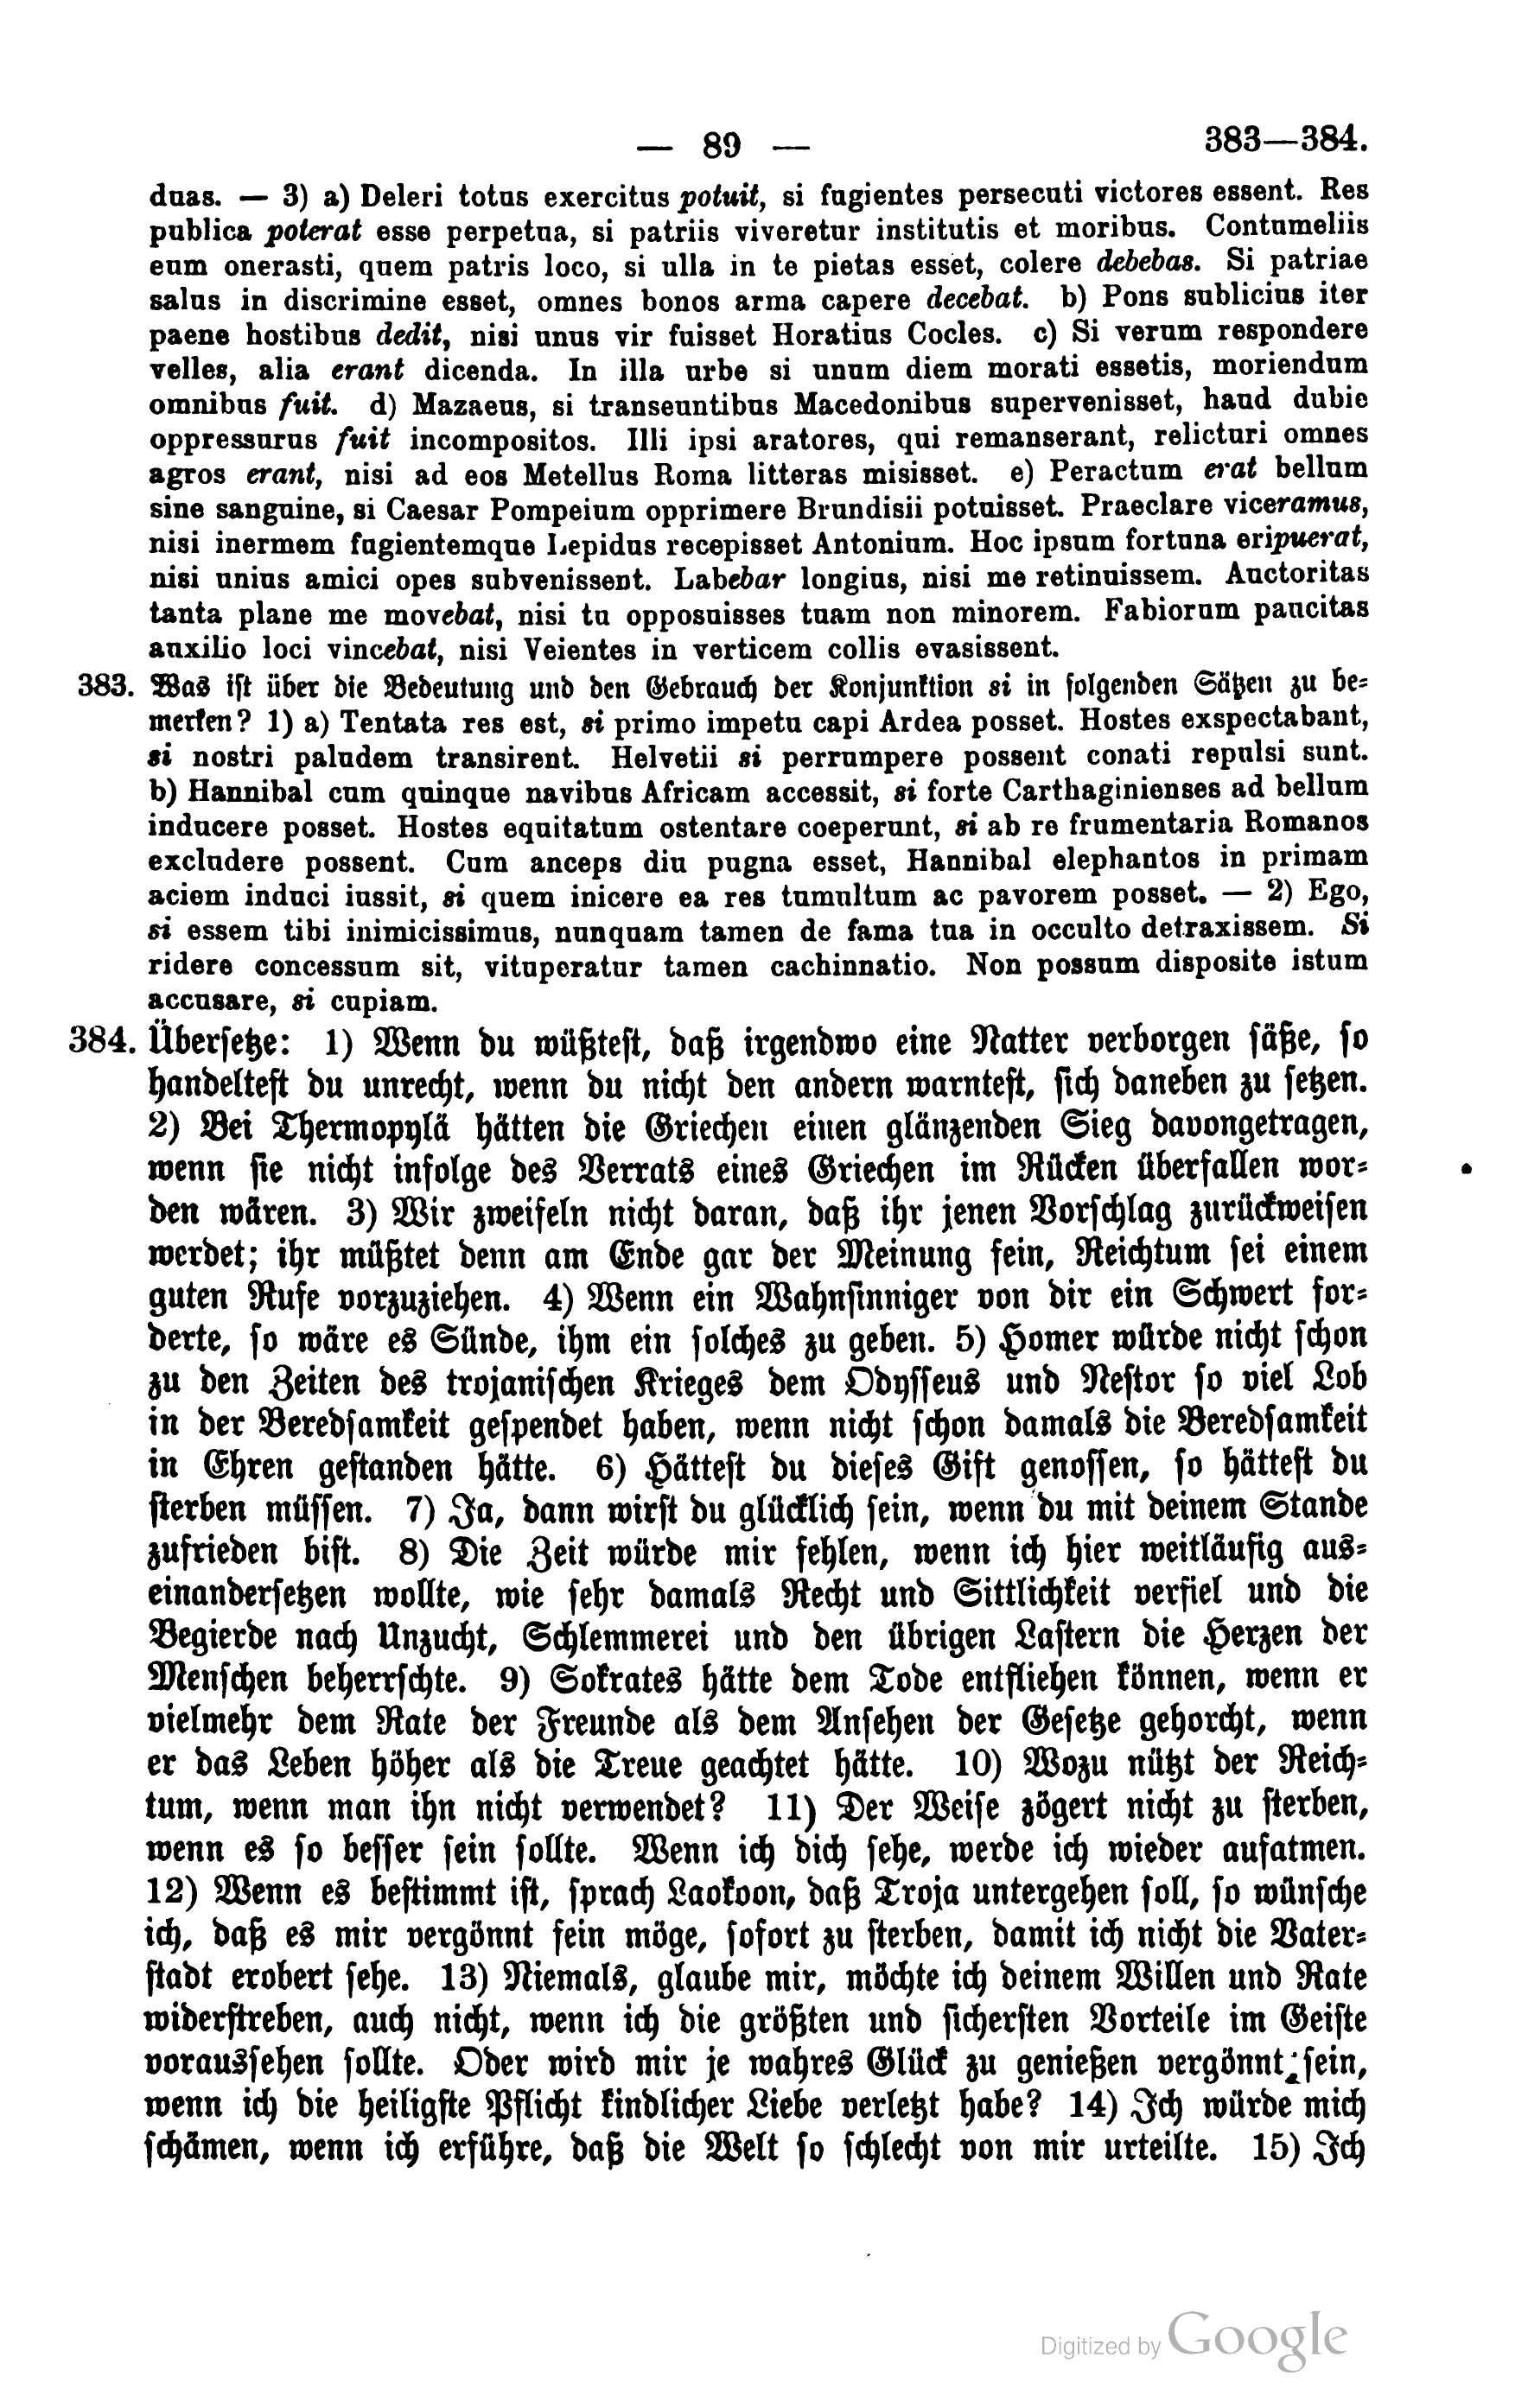 — 89 — 383—384.
duas. — 3) a) Deleri totus exercitus potuit, si fugientes persecuti victores essent. Res
publica poterat esse perpetua, si patriis viveretur institutis et moribus. Contumeliis
eum onerasti, quem patris loco, si ulla in te pietas esset, colere debebas. Si patriae
salus in discrimine esset, omnes bonos arma capere decebat. b) Pons sublicius iter
paene hostibus dedit, nisi unus vir fuisset Horatius Cocles. c) Si verum respondere
velles, alia erant dicenda. In illa urbe si unum diem morati essetis, moriendum
omnibus fuit. d) Mazaeus, si transeuntibus Macedonibus supervenisset, haud dubie
oppressurus fuit incompositos. Illi ipsi aratores, qui remanserant, relicturi omnes
agros erant, nisi ad eos Metellus Roma litteras misisset. e) Peractum erat bellum
sine sanguine, si Caesar Pompeium opprimere Brundisii potuisset. Praeclare viceramus,
nisi inermem fugientemque Lepidus recepisset Antonium. Hoc ipsum fortuna eripuerat,
nisi unius amici opes subvenissent. Labebar longius, nisi me retinuissem. Auctoritas
tanta plane me movebat, nisi tu opposuisses tuam non minorem. Fabiorum paucitas
auxilio loci vincebat, nisi Veientes in verticem collis evasissent.
383. Was ist über die Bedeutung und den Gebrauch der Konjunktion si in folgenden Sätzen zu be-
merken? 1) a) Tentata res est, si primo impetu capi Ardea posset. Hostes exspectabant,
si nostri paludem transirent. Helvetii si perrumpere possent conati repulsi sunt.
b) Hannibal cum quinque navibus Africam accessit, si forte Carthaginienses ad bellum
inducere posset. Hostes equitatum ostentare coeperunt, si ab re frumentaria Romanos
excludere possent. Cum anceps diu pugna esset, Hannibal elephantos in primam
aciem induci iussit, si quem inicere ea res tumultum ac pavorem posset. — 2) Ego,
si essem tibi inimicissimus, nunquam tamen de fama tua in occulto detraxissem. Si
ridere concessum sit, vituperatur tamen cachinnatio. Non possum disposite istum
accusare, si cupiam.
384. Übersetze: 1) Wenn du wüßtest, daß irgendwo eine Natter verborgen säße, so
handeltest du unrecht, wenn du nicht den andern warntest, sich daneben zu setzen.
2) Bei Thermopylä hätten die Griechen einen glänzenden Sieg davongetragen,
wenn sie nicht infolge des Verrats eines Griechen im Rücken überfallen wor-
den wären. 3) Wir zweifeln nicht daran, daß ihr jenen Vorschlag zurückweisen
werdet; ihr müßtet denn am Ende gar der Meinung sein, Reichtum sei einem
guten Rufe vorzuziehen. 4) Wenn ein Wahnsinniger von dir ein Schwert for-
derte, so wäre es Sünde, ihm ein solches zu geben. 5) Homer würde nicht schon
zu den Zeiten des trojanischen Krieges dem Odysseus und Nestor so viel Lob
in der Beredsamkeit gespendet haben, wenn nicht schon damals die Beredsamkeit
in Ehren gestanden hätte. 6) Hättest du dieses Gift genossen, so hättest du
sterben müssen. 7) Ja, dann wirst du glücklich sein, wenn du mit deinem Stande
zufrieden bist. 8) Die Zeit würde mir fehlen, wenn ich hier weitläufig aus-
einandersetzen wollte, wie sehr damals Recht und Sittlichkeit verfiel und die
Begierde nach Unzucht, Schlemmerei und den übrigen Lastern die Herzen der
Menschen beherrschte. 9) Sokrates hätte dem Tode entfliehen können, wenn er
vielmehr dem Rate der Freunde als dem Ansehen der Gesetze gehorcht, wenn
er das Leben höher als die Treue geachtet hätte. 10) Wozu nützt der Reich-
tum, wenn man ihn nicht verwendet? 11) Der Weise zögert nicht zu sterben,
wenn es so besser sein sollte. Wenn ich dich sehe, werde ich wieder aufatmen.
12) Wenn es bestimmt ist, sprach Laokoon, daß Troja untergehen soll, so wünsche
ich, daß es mir vergönnt sein möge, sofort zu sterben, damit ich nicht die Vater-
stadt erobert sehe. 13) Niemals, glaube mir, möchte ich deinem Willen und Rate
widerstreben, auch nicht, wenn ich die größten und sichersten Vorteile im Geiste
voraussehen sollte. Oder wird mir je wahres Glück zu genießen vergönnt sein,
wenn ich die heiligste Pflicht kindlicher Liebe verletzt habe? 14) Ich würde mich
schämen, wenn ich erführe, daß die Welt so schlecht von mir urteilte. 15) Ich
Digitized by Google